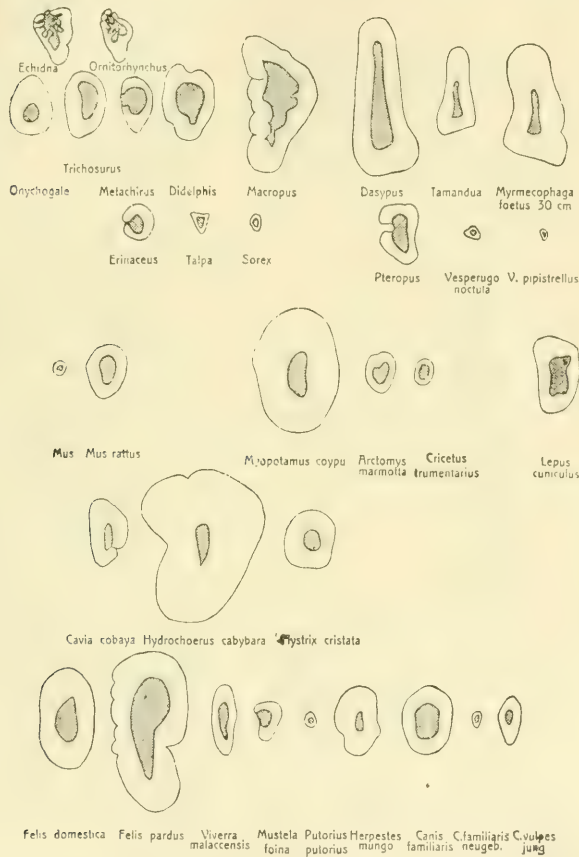 Echidna Ornitorhynchus
Trichosurus
Onychogale Metachirus Didelphis Macropus Dasypus Tamandua Myrmecophaga
foetus 30 cm
Erinaceus Talpa Sorex
Pteropus Vesperugo V. pipistrellus
noctula
Mus Mus rattus Myopotamus coypu Arctomys Cricetus Lepus
marmotta frumentarius cuniculus
Cavia cobaya Hydrochoerus cabybara Hystrix cristata
Felis domestica Felis pardus Viverra Mustela Putorius Herpestes Canis C. familiaris C. vulpes
malaccensis foina putorius mungo familiaris neugeb. jung